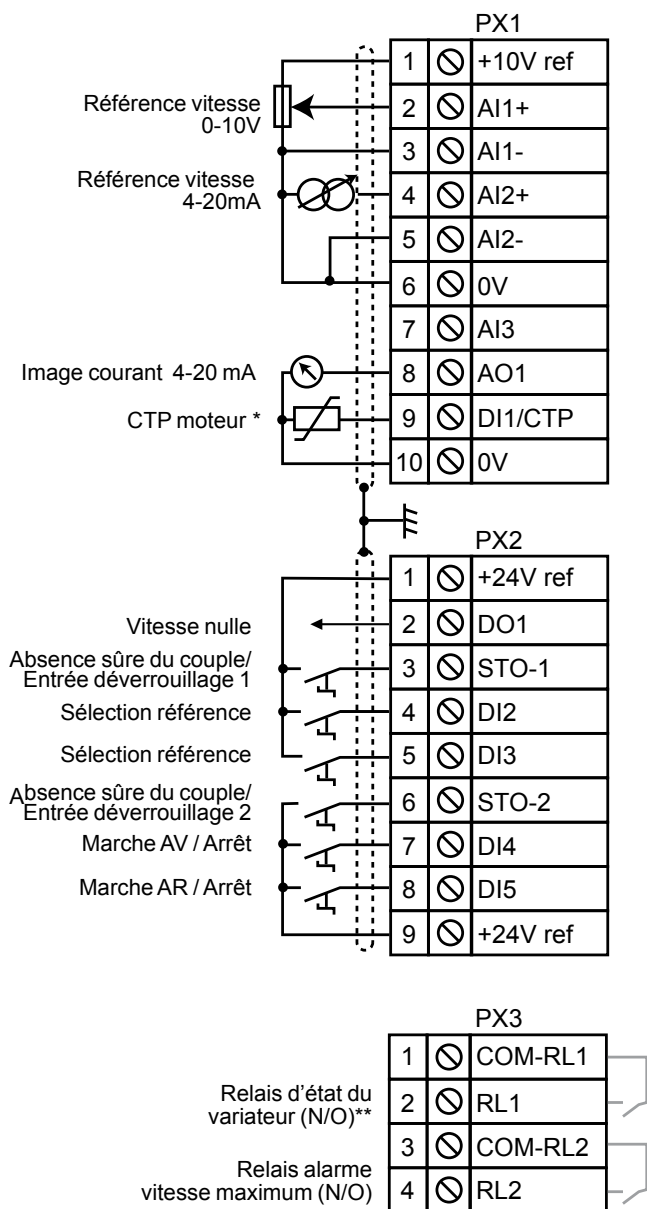 PX1
1 +10V ref
Référence vitesse
0-10V
2 AI1+
3 AI1-
Référence vitesse
4-20mA
4 AI2+
5 AI2-
6 0V
7 AI3
Image courant 4-20 mA
8 AO1
CTP moteur *
9 DI1/CTP
10 0V
PX2
1 +24V ref
Vitesse nulle
2 DO1
Absence sûre du couple/
Entrée déverrouillage 1
3 STO-1
Sélection référence
4 DI2
Sélection référence
5 DI3
Absence sûre du couple/
Entrée déverrouillage 2
6 STO-2
Marche AV / Arrêt
7 DI4
Marche AR / Arrêt
8 DI5
9 +24V ref
PX3
1 COM-RL1
Relais d’état du
variateur (N/O)**
2 RL1
3 COM-RL2
Relais alarme
vitesse maximum (N/O)
4 RL2